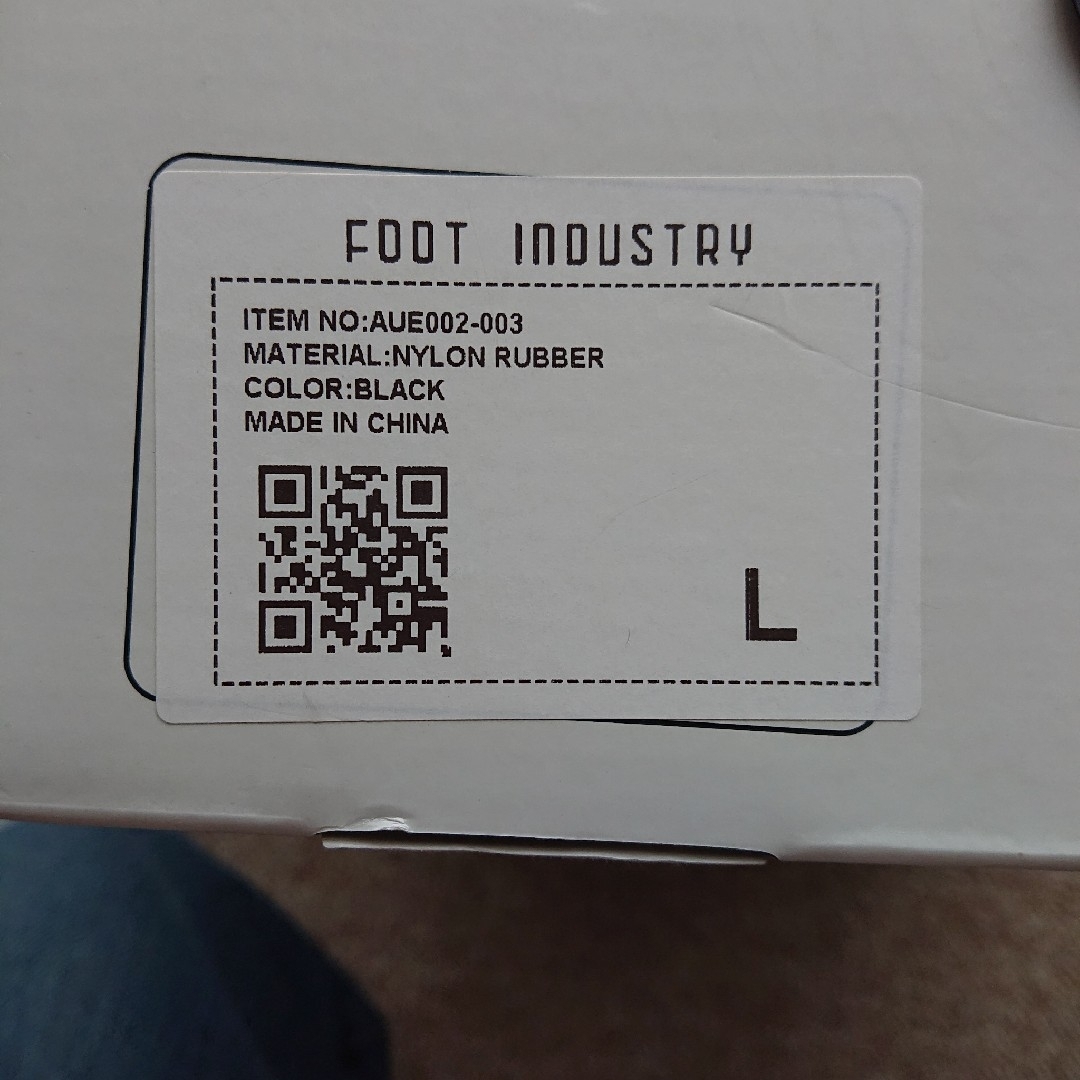 FOOT INDUSTRY
ITEM NO:AUE002-003
MATERIAL:NYLON RUBBER
COLOR:BLACK
MADE IN CHINA
L